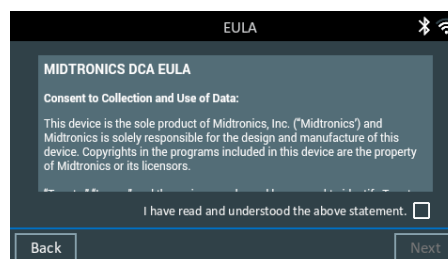 EULA
MIDTRONICS DCA EULA
Consent to Collection and Use of Data:
This device is the sole product of Midtronics, Inc. ("Midtronics') and
Midtronics is solely responsible for the design and manufacture of this
device. Copyrights in the programs included in this device are the property
of Midtronics or its licensors.
I have read and understood the above statement.
Back
Next